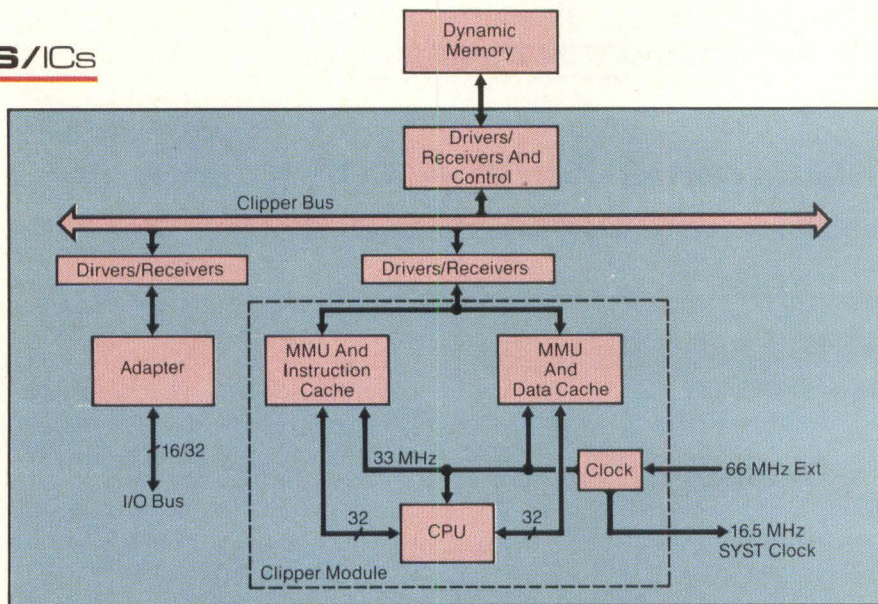 S/ICs
Dynamic
Memory
Drivers/
Receivers And
Control
Clipper Bus
Dirvers/Receivers
Drivers/Receivers
Adapter
MMU And
Instruction
Cache
MMU
And
Data Cache
16/32
I/O Bus
33 MHz
Clock
66 MHz Ext
32
CPU
32
16.5 MHz
SYST Clock
Clipper Module